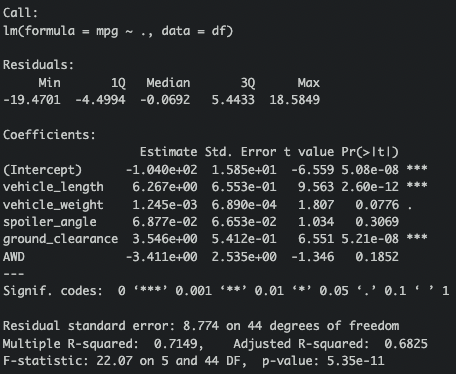 Call:
lm(formula = mpg ~ ., data = df)
Residuals:
     Min       1Q   Median       3Q      Max
-19.4701  -4.4994  -0.0692   5.4433  18.5849
Coefficients:
                   Estimate Std. Error t value Pr(>|t|)
(Intercept)      -1.040e+02  1.585e+01  -6.559 5.08e-08 ***
vehicle_length    6.267e+00  6.553e-01   9.563 2.60e-12 ***
vehicle_weight    1.245e-03  6.890e-04   1.807   0.0776 .
spoiler_angle     6.877e-02  6.653e-02   1.034   0.3069
ground_clearance  3.546e+00  5.412e-01   6.551 5.21e-08 ***
AWD              -3.411e+00  2.535e+00  -1.346   0.1852
---
Signif. codes:  0 ‘***’ 0.001 ‘**’ 0.01 ‘*’ 0.05 ‘.’ 0.1 ‘ ’ 1
Residual standard error: 8.774 on 44 degrees of freedom
Multiple R-squared:  0.7149,    Adjusted R-squared:  0.6825
F-statistic: 22.07 on 5 and 44 DF,  p-value: 5.35e-11